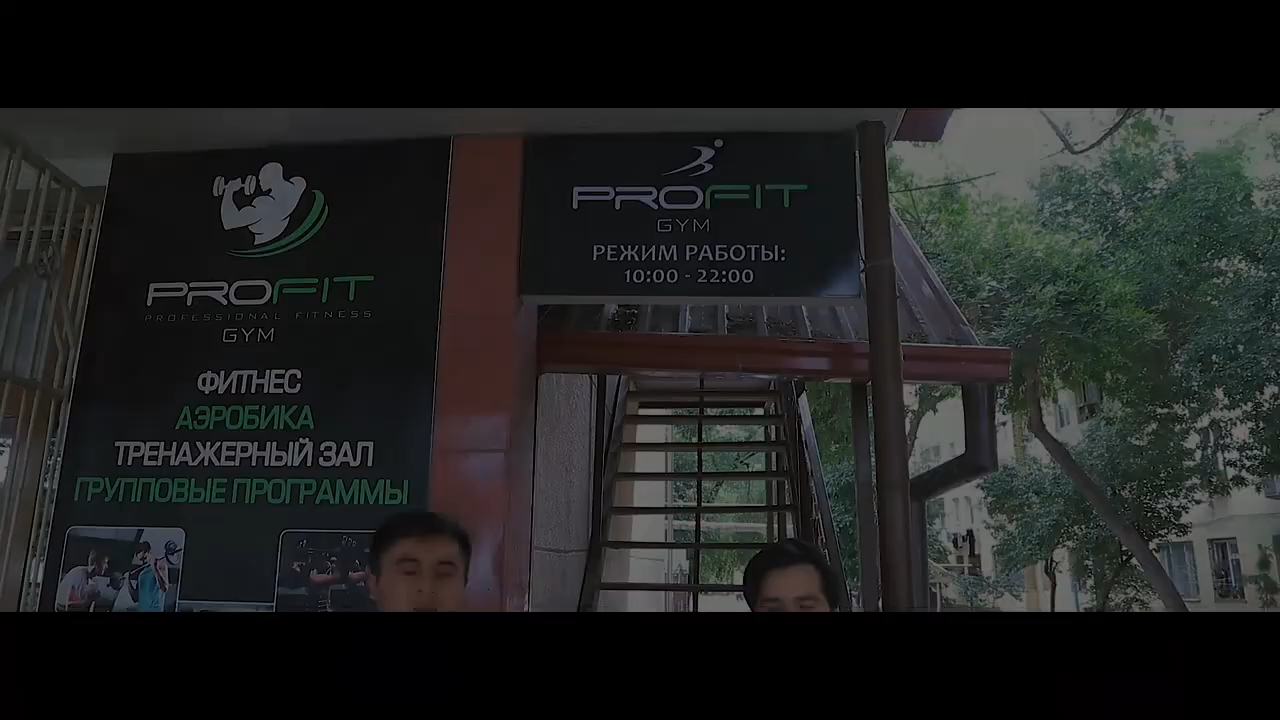 PROFIT
PROFESSIONAL FITNESS
GYM
ФИТНЕС
АЭРОБИКА
ТРЕНАЖЕРНЫЙ ЗАЛ
ГРУППОВЫЕ ПРОГРАММЫ
PROFIT
GYM
РЕЖИМ РАБОТЫ:
10:00 - 22:00